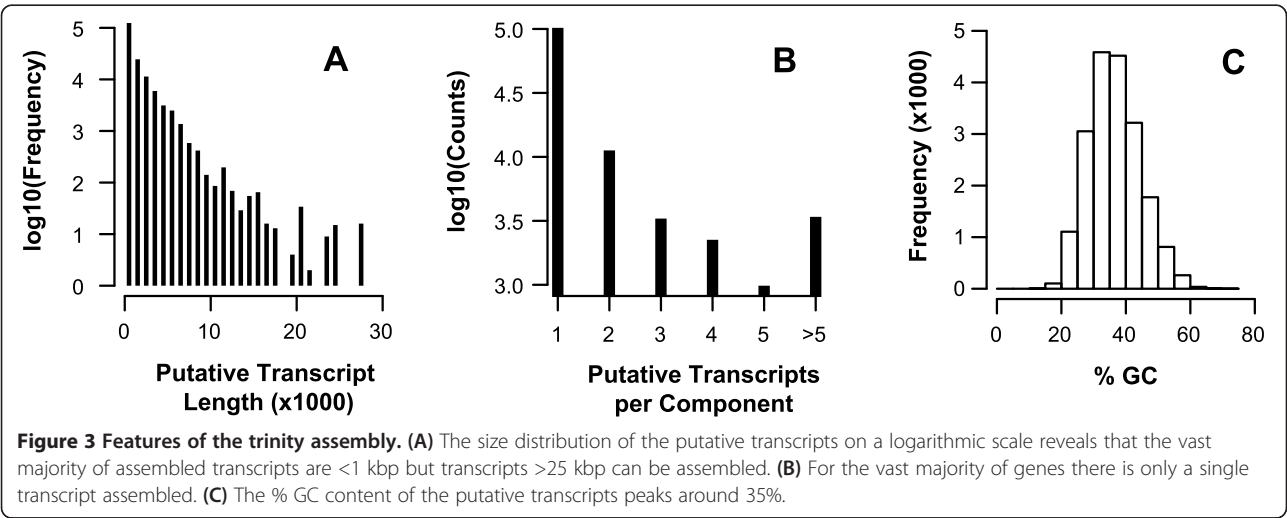 A
log10(Frequency)
5
4
3
2
1
0
0 10 20 30
Putative Transcript
Length (x1000)
B
log10(Counts)
5.0
4.5
4.0
3.5
3.0
1 2 3 4 5 >5
Putative Transcripts
per Component
C
Frequency (x1000)
5
4
3
2
1
0
0 20 40 60 80
% GC
Figure 3 Features of the trinity assembly. (A) The size distribution of the putative transcripts on a logarithmic scale reveals that the vast
majority of assembled transcripts are <1 kbp but transcripts >25 kbp can be assembled. (B) For the vast majority of genes there is only a single
transcript assembled. (C) The % GC content of the putative transcripts peaks around 35%.